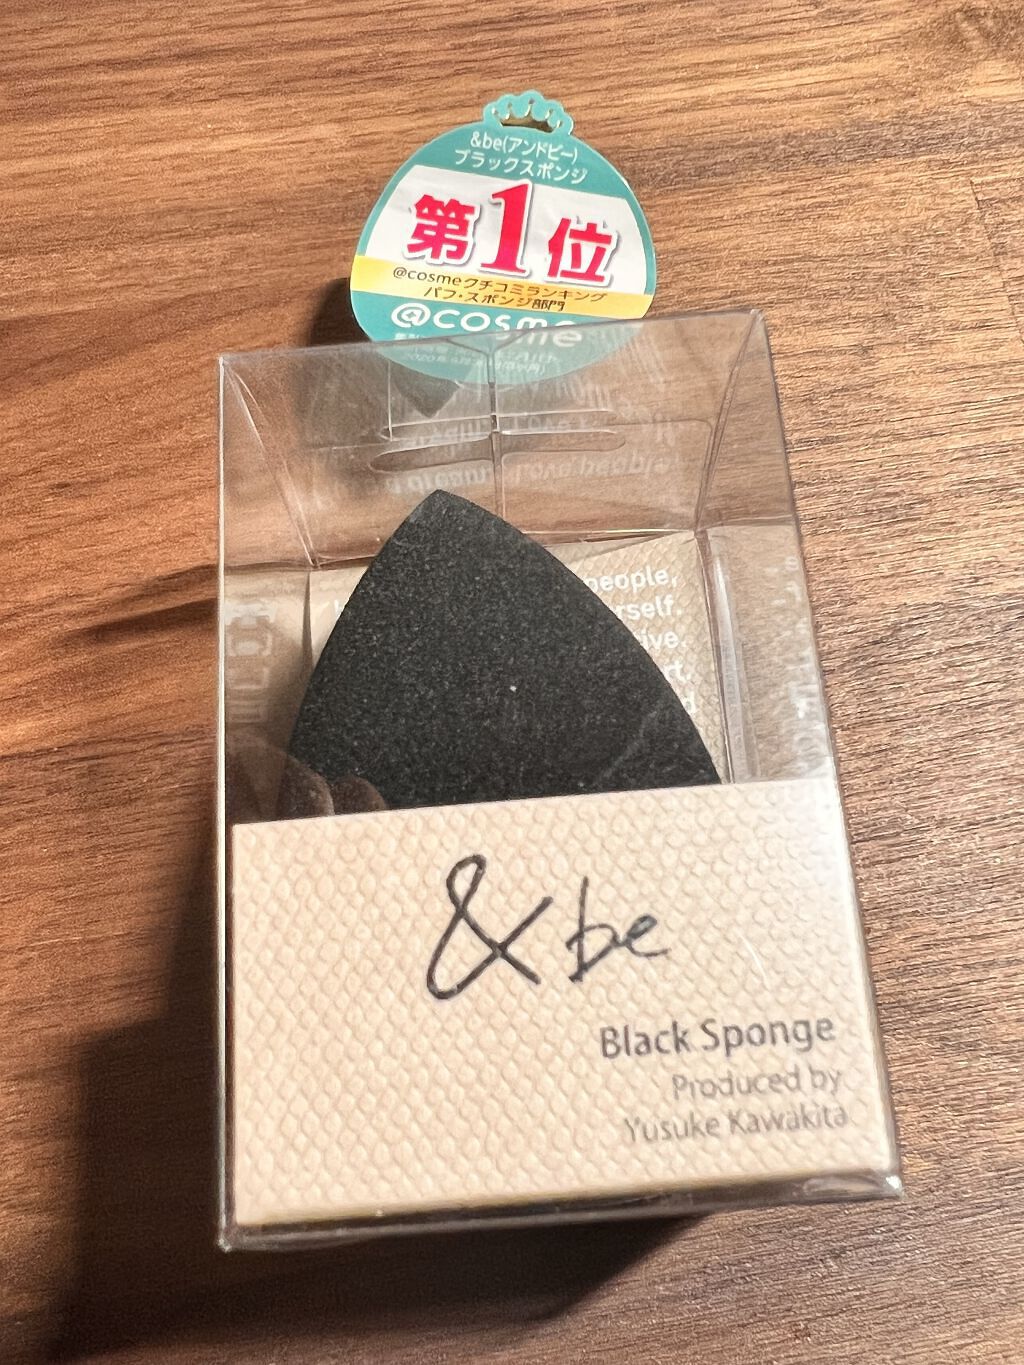 &be(アンドビー)
ブラックスポンジ
第1位
@cosmeクチコミランキング
パフ・スポンジ部門
@cosme
people,
&be
Black Sponge
Produced by
Yusuke Kawakita